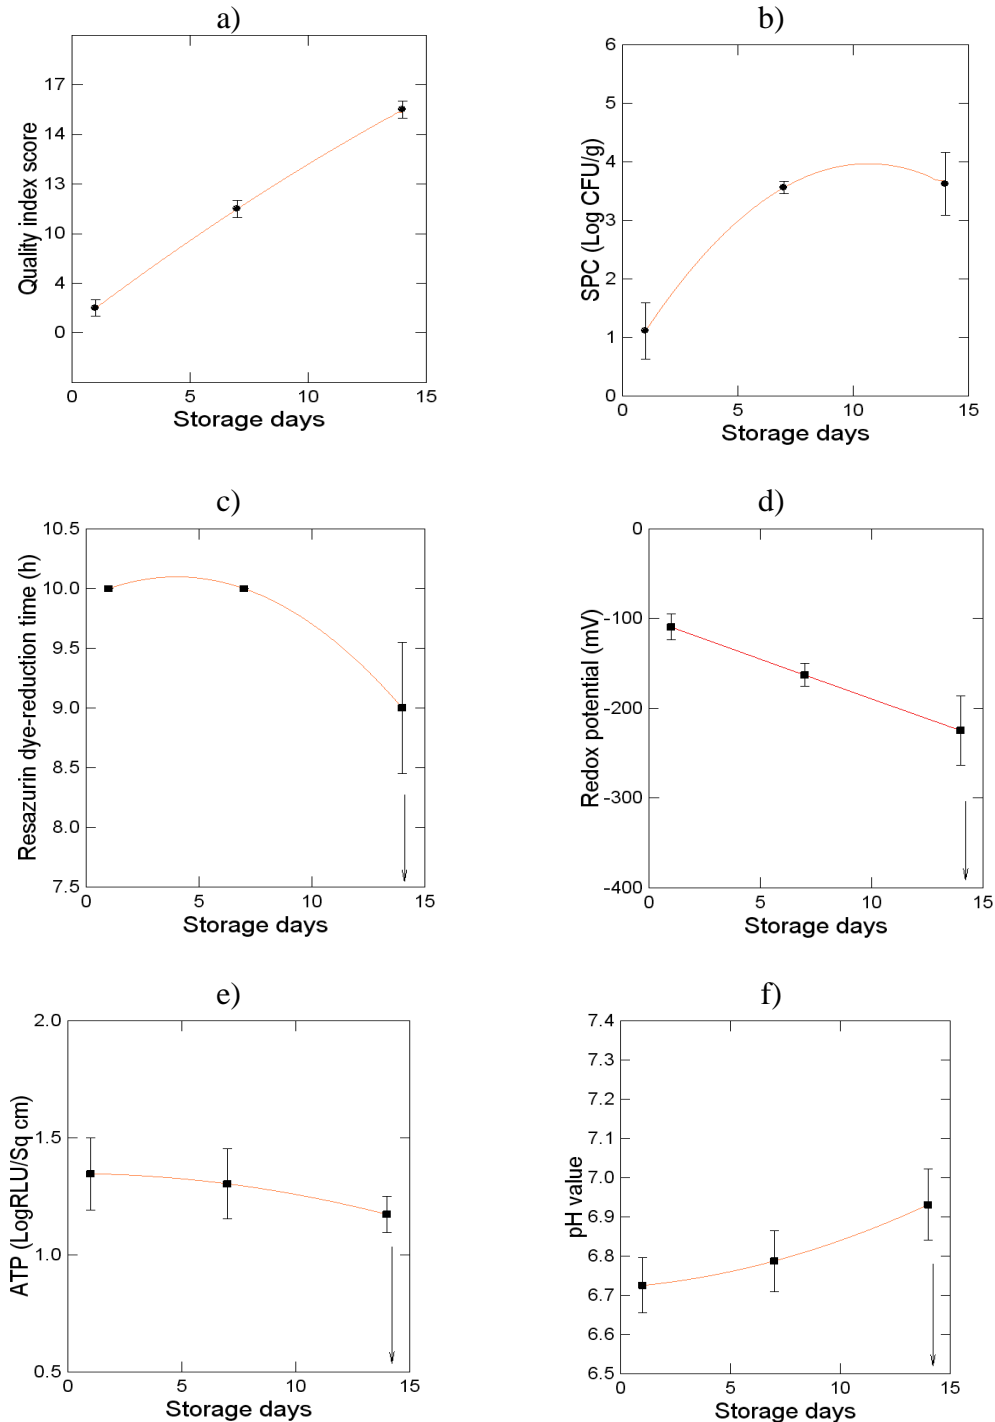 a)
Quality index score
17
14
13
10
4
0
0 5 10 15
Storage days
b)
SPC (Log CFU/g)
6
5
4
3
2
1
0
0 5 10 15
Storage days
c)
Resazurin dye-reduction time (h)
10.5
10.0
9.5
9.0
8.5
8.0
7.5
0 5 10 15
Storage days
d)
Redox potential (mV)
0
-100
-200
-300
-400
0 5 10 15
Storage days
e)
ATP (LogRLU/Sq cm)
2.0
1.5
1.0
0.5
0 5 10 15
Storage days
f)
pH value
7.4
7.3
7.2
7.1
7.0
6.9
6.8
6.7
6.6
6.5
0 5 10 15
Storage days